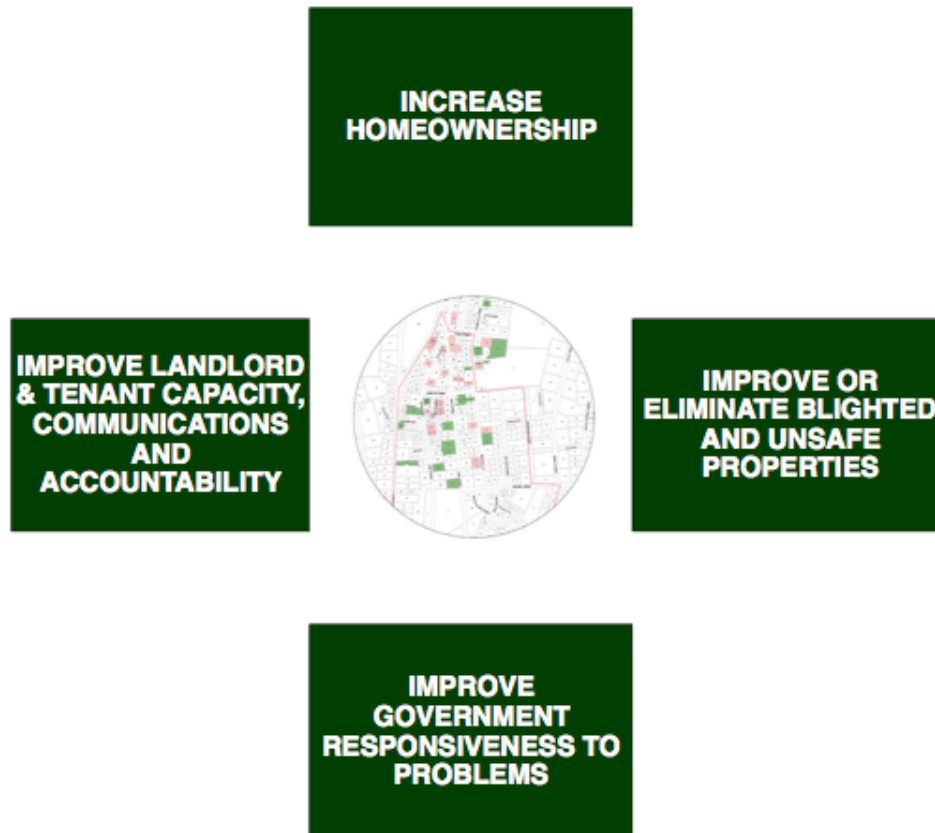 INCREASE
HOMEOWNERSHIP
IMPROVE LANDLORD
& TENANT CAPACITY,
COMMUNICATIONS
AND
ACCOUNTABILITY
IMPROVE OR
ELIMINATE BLIGHTED
AND UNSAFE
PROPERTIES
IMPROVE
GOVERNMENT
RESPONSIVENESS TO
PROBLEMS